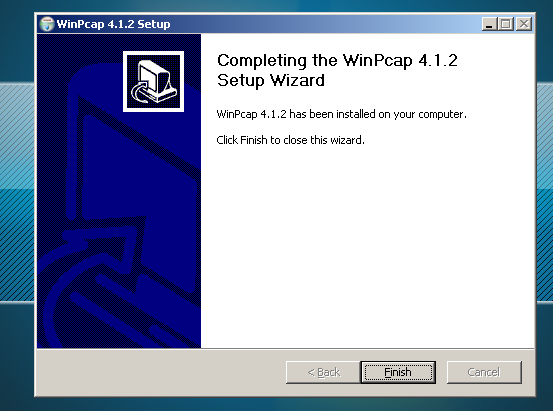 WinPcap 4.1.2 Setup
Completing the WinPcap 4.1.2
Setup Wizard
WinPcap 4.1.2 has been installed on your computer.
Click Finish to close this wizard.
< Back
Finish
Cancel